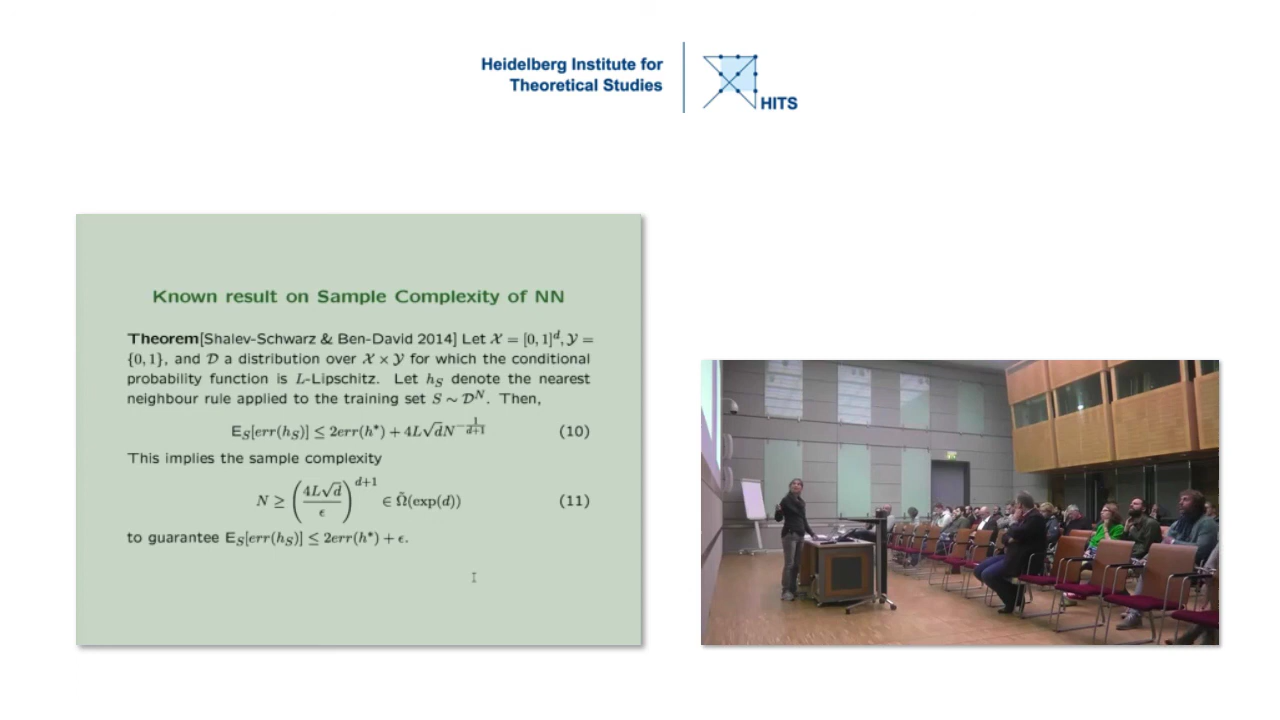 Heidelberg Institute for
Theoretical Studies
HITS
Known result on Sample Complexity of NN
Theorem[Shalev-Schwarz & Ben-David 2014] Let 𝒳 = [0, 1]^d, 𝒴 =
{0, 1}, and 𝒟 a distribution over 𝒳 × 𝒴 for which the conditional
probability function is L-Lipschitz. Let h_S denote the nearest
neighbour rule applied to the training set S ∼ 𝒟^N. Then,
E_S[err(h_S)] ≤ 2err(h*) + 4L√d N^{-1/(d+1)} (10)
This implies the sample complexity
N ≥ (4L√d / ϵ)^{d+1} ∈ Ω̃(exp(d)) (11)
to guarantee E_S[err(h_S)] ≤ 2err(h*) + ϵ.